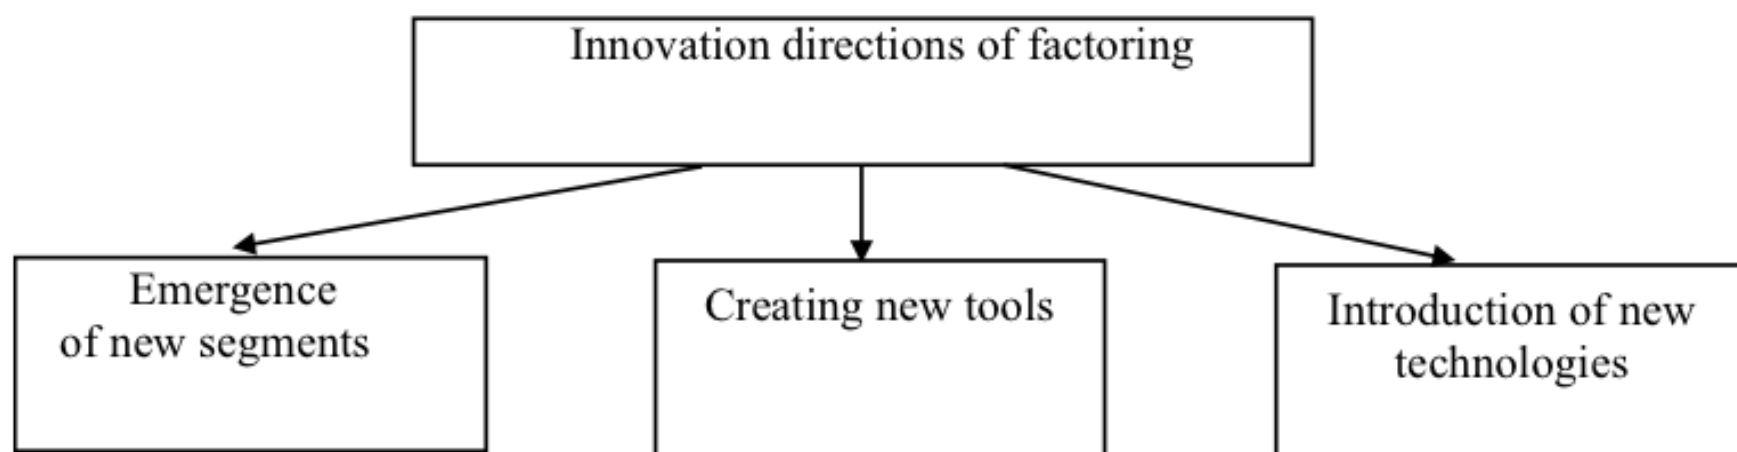 Innovation directions of factoring
Emergence
of new segments
Creating new tools
Introduction of new
technologies